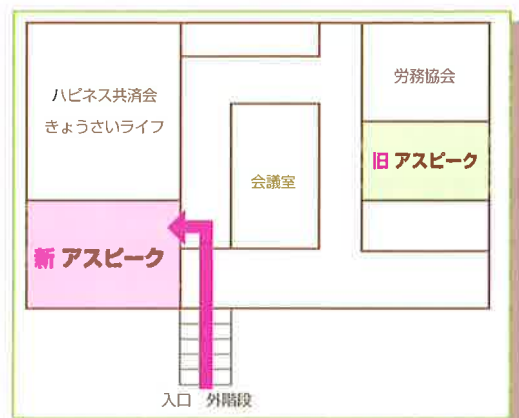 ハピネス共済会
きょうさいライフ
労務協会
旧 アスピーク
会議室
新 アスピーク
入口 外階段